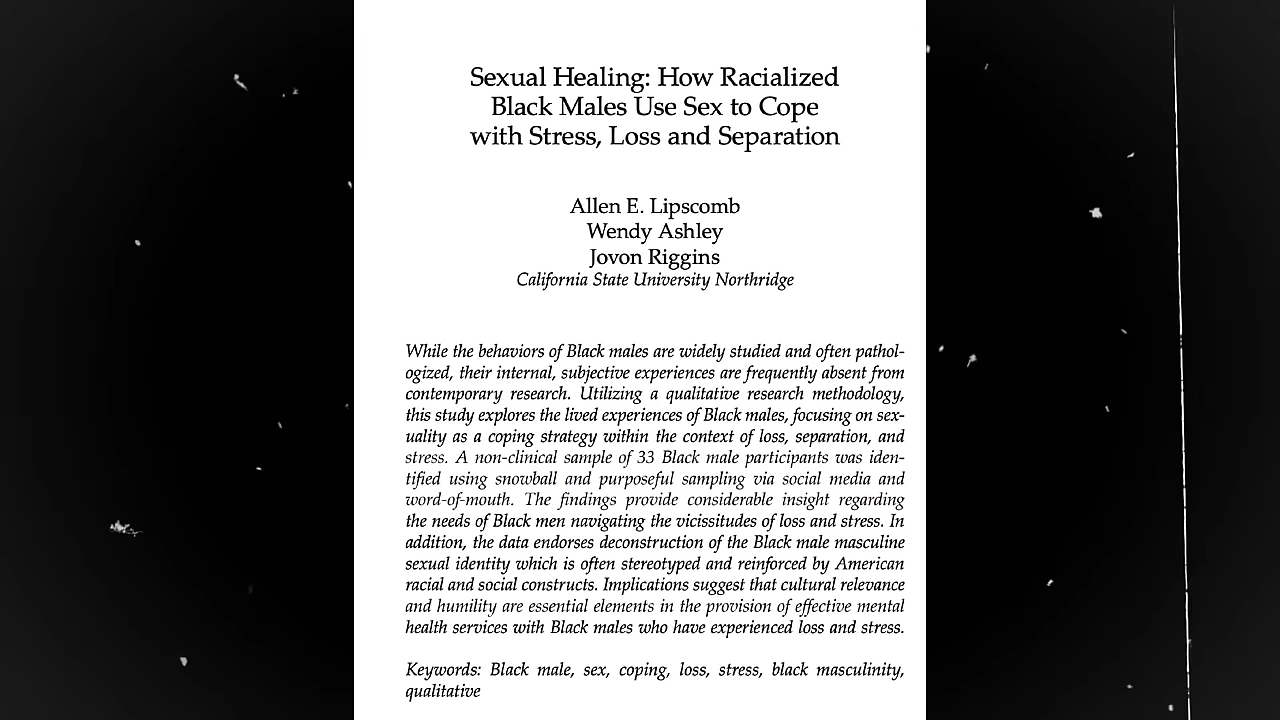 Sexual Healing: How Racialized
Black Males Use Sex to Cope
with Stress, Loss and Separation
Allen E. Lipscomb
Wendy Ashley
Jovon Riggins
California State University Northridge
While the behaviors of Black males are widely studied and often pathol-
ogized, their internal, subjective experiences are frequently absent from
contemporary research. Utilizing a qualitative research methodology,
this study explores the lived experiences of Black males, focusing on sex-
uality as a coping strategy within the context of loss, separation, and
stress. A non-clinical sample of 33 Black male participants was iden-
tified using snowball and purposeful sampling via social media and
word-of-mouth. The findings provide considerable insight regarding
the needs of Black men navigating the vicissitudes of loss and stress. In
addition, the data endorses deconstruction of the Black male masculine
sexual identity which is often stereotyped and reinforced by American
racial and social constructs. Implications suggest that cultural relevance
and humility are essential elements in the provision of effective mental
health services with Black males who have experienced loss and stress.
Keywords: Black male, sex, coping, loss, stress, black masculinity,
qualitative